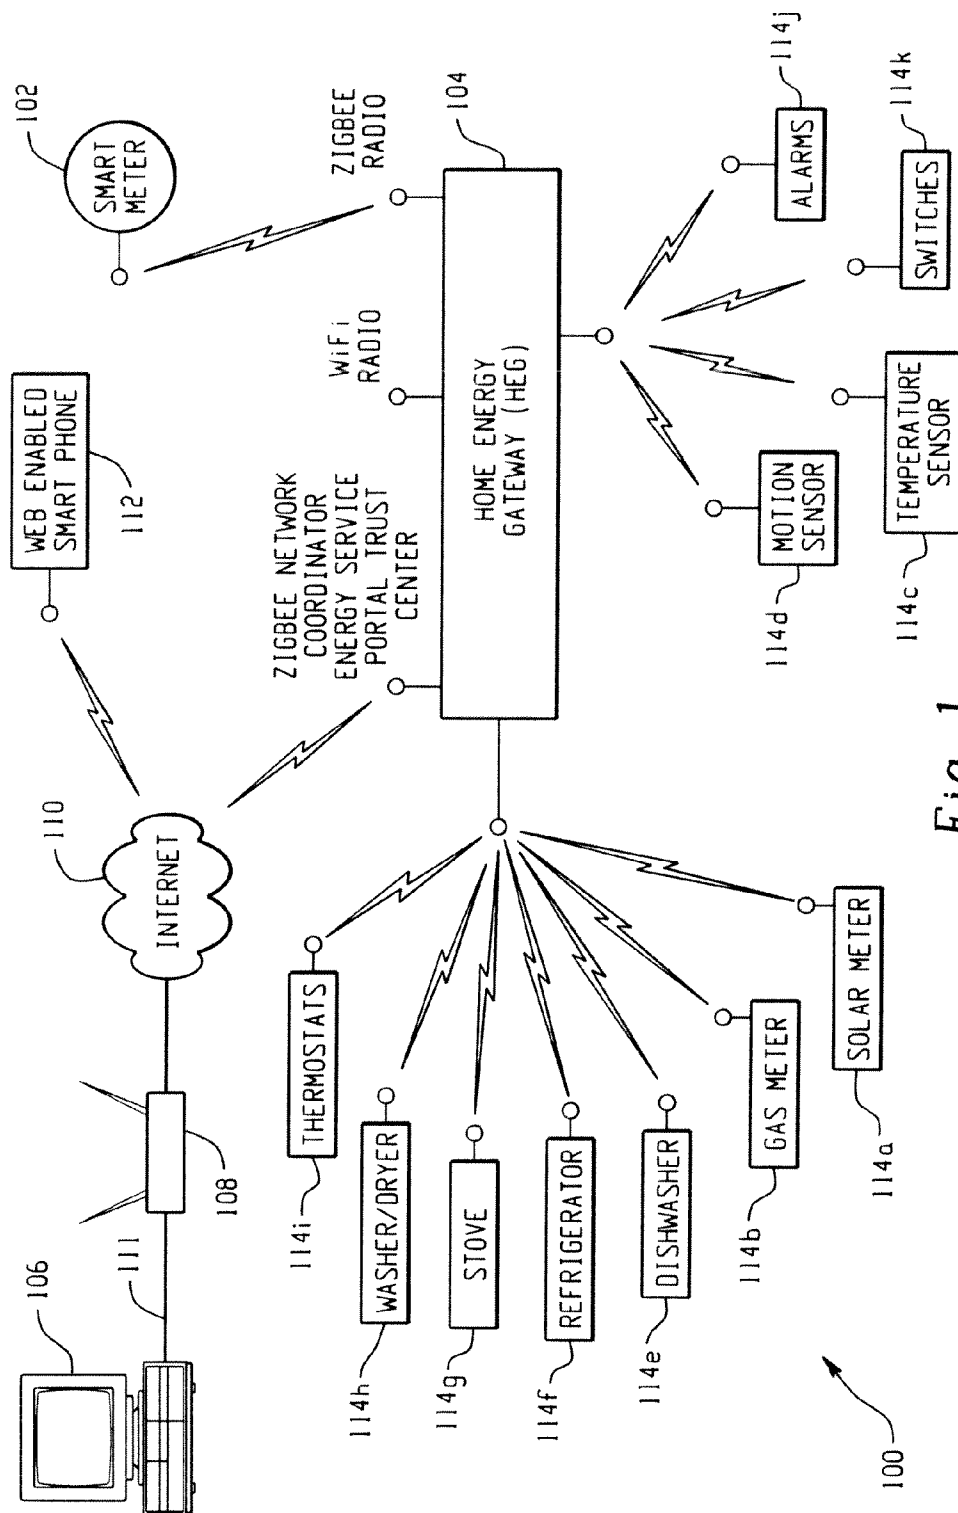 106
111
108
110
INTERNET
WEB ENABLED
SMART PHONE
112
102
SMART
METER
ZIGBEE NETWORK
COORDINATOR
ENERGY SERVICE
PORTAL TRUST
CENTER
WiFi
RADIO
ZIGBEE
RADIO
104
HOME ENERGY
GATEWAY (HEG)
THERMOSTATS
114i
WASHER/DRYER
114h
STOVE
114g
REFRIGERATOR
114f
DISHWASHER
114e
GAS METER
114b
SOLAR METER
114a
MOTION
SENSOR
114d
TEMPERATURE
SENSOR
114c
ALARMS
114j
SWITCHES
114k
100
Fig. 1